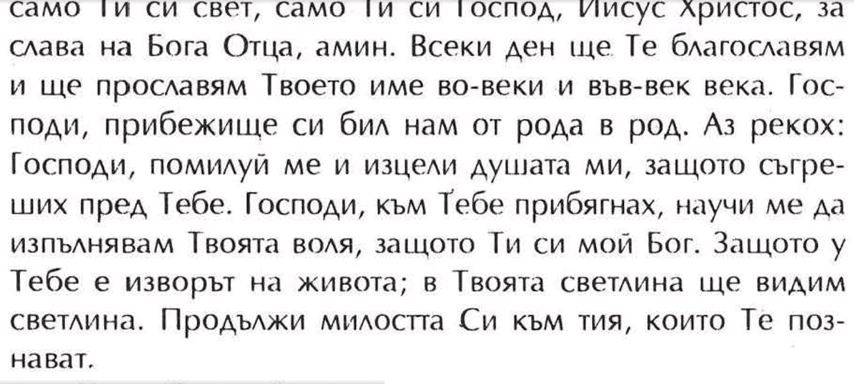 само Ти си свет, само Ти си Господ, Иисус Христос, за
слава на Бога Отца, амин. Всеки ден ще Те благославям
и ще прославям Твоето име во-веки и във-век века. Гос-
поди, прибежище си бил нам от рода в род. Аз рекох:
Господи, помилуй ме и изцели душата ми, защото съгре-
ших пред Тебе. Господи, към Тебе прибягнах, научи ме да
изпълнявам Твоята воля, защото Ти си мой Бог. Защото у
Тебе е изворът на живота; в Твоята светлина ще видим
светлина. Продължи милостта Си към тия, които Те поз-
нават.